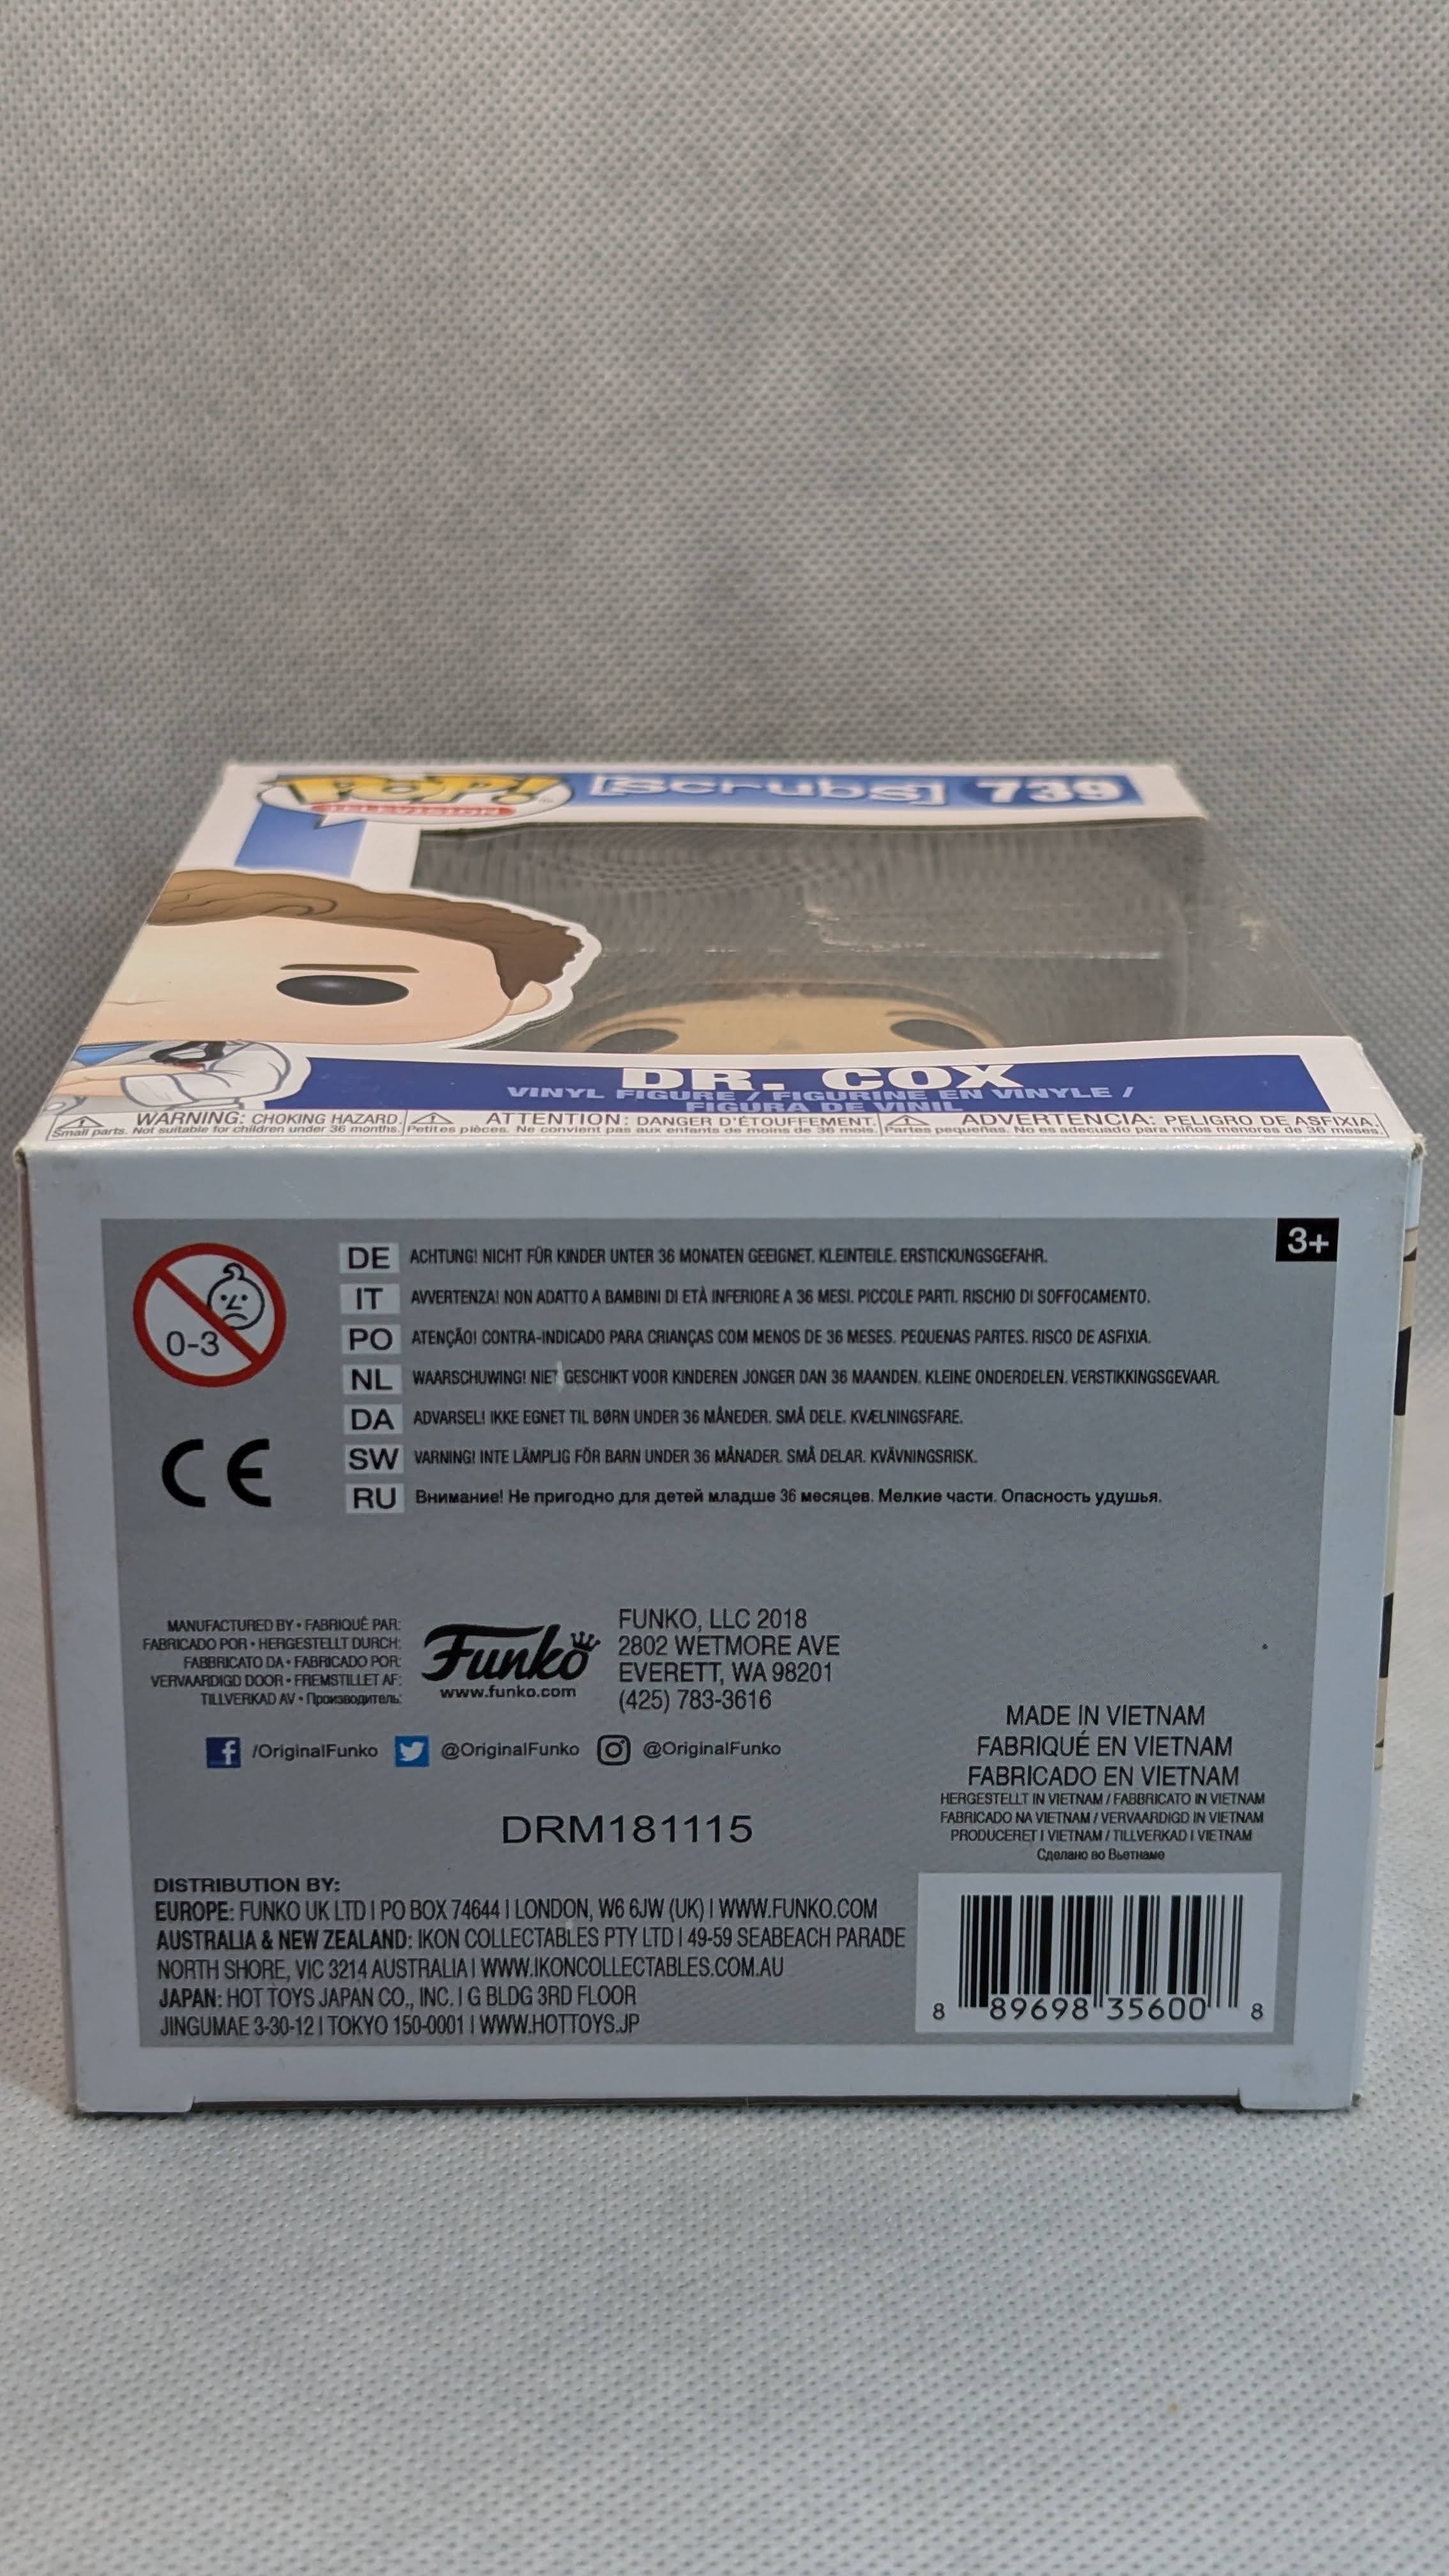 POP! [scrubs] 739
TELEVISION
DR. COX
VINYL FIGURE / FIGURINE EN VINYLE /
FIGURA DE VINIL
WARNING: CHOKING HAZARD. ATTENTION: DANGER D'ÉTOUFFEMENT. ADVERTENCIA: PELIGRO DE ASFIXIA.
Small parts. Not suitable for children under 36 months. Petites pièces. Ne convient pas aux enfants de moins de 36 mois. Partes pequeñas. No es adecuado para niños menores de 36 meses.
3+
0-3
DE ACHTUNG! NICHT FÜR KINDER UNTER 36 MONATEN GEEIGNET. KLEINTEILE. ERSTICKUNGSGEFAHR.
IT AVVERTENZA! NON ADATTO A BAMBINI DI ETÀ INFERIORE A 36 MESI. PICCOLE PARTI. RISCHIO DI SOFFOCAMENTO.
PO ATENÇÃO! CONTRA-INDICADO PARA CRIANÇAS COM MENOS DE 36 MESES. PEQUENAS PARTES. RISCO DE ASFIXIA.
NL WAARSCHUWING! NIET GESCHIKT VOOR KINDEREN JONGER DAN 36 MAANDEN. KLEINE ONDERDELEN. VERSTIKKINGSGEVAAR.
DA ADVARSEL! IKKE EGNET TIL BØRN UNDER 36 MÅNEDER. SMÅ DELE. KVÆLNINGSFARE.
SW VARNING! INTE LÄMPLIG FÖR BARN UNDER 36 MÅNADER. SMÅ DELAR. KVÄVNINGSRISK.
RU Внимание! Не пригодно для детей младше 36 месяцев. Мелкие части. Опасность удушья.
CE
MANUFACTURED BY • FABRIQUÉ PAR:
FABRICADO POR • HERGESTELLT DURCH:
FABBRICATO DA • FABRICADO POR:
VERVAARDIGD DOOR • FREMSTILLET AF:
TILLVERKAD AV • Производитель:
Funko
www.funko.com
FUNKO, LLC 2018
2802 WETMORE AVE
EVERETT, WA 98201
(425) 783-3616
/OriginalFunko @OriginalFunko @OriginalFunko
DRM181115
MADE IN VIETNAM
FABRIQUÉ EN VIETNAM
FABRICADO EN VIETNAM
HERGESTELLT IN VIETNAM / FABBRICATO IN VIETNAM
FABRICADO NA VIETNAM / VERVAARDIGD IN VIETNAM
PRODUCERET I VIETNAM / TILLVERKAD I VIETNAM
Сделано во Вьетнаме
DISTRIBUTION BY:
EUROPE: FUNKO UK LTD | PO BOX 74644 | LONDON, W6 6JW (UK) | WWW.FUNKO.COM
AUSTRALIA & NEW ZEALAND: IKON COLLECTABLES PTY LTD | 49-59 SEABEACH PARADE
NORTH SHORE, VIC 3214 AUSTRALIA | WWW.IKONCOLLECTABLES.COM.AU
JAPAN: HOT TOYS JAPAN CO., INC. | G BLDG 3RD FLOOR
JINGUMAE 3-30-12 | TOKYO 150-0001 | WWW.HOTTOYS.JP
8 89698 35600 8